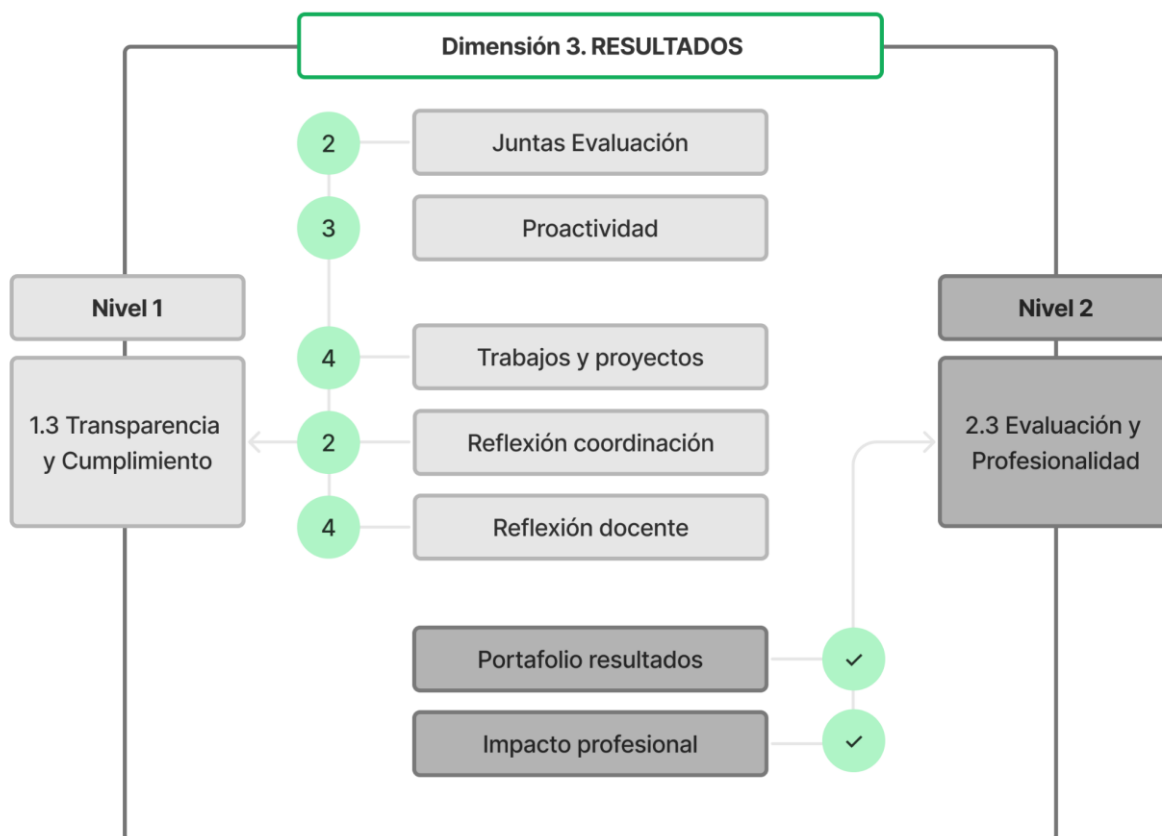 Dimensión 3. RESULTADOS
2
Juntas Evaluación
3
Proactividad
Nivel 1
Nivel 2
4
Trabajos y proyectos
1.3 Transparencia
y Cumplimiento
2
Reflexión coordinación
2.3 Evaluación y
Profesionalidad
4
Reflexión docente
Portafolio resultados
Impacto profesional